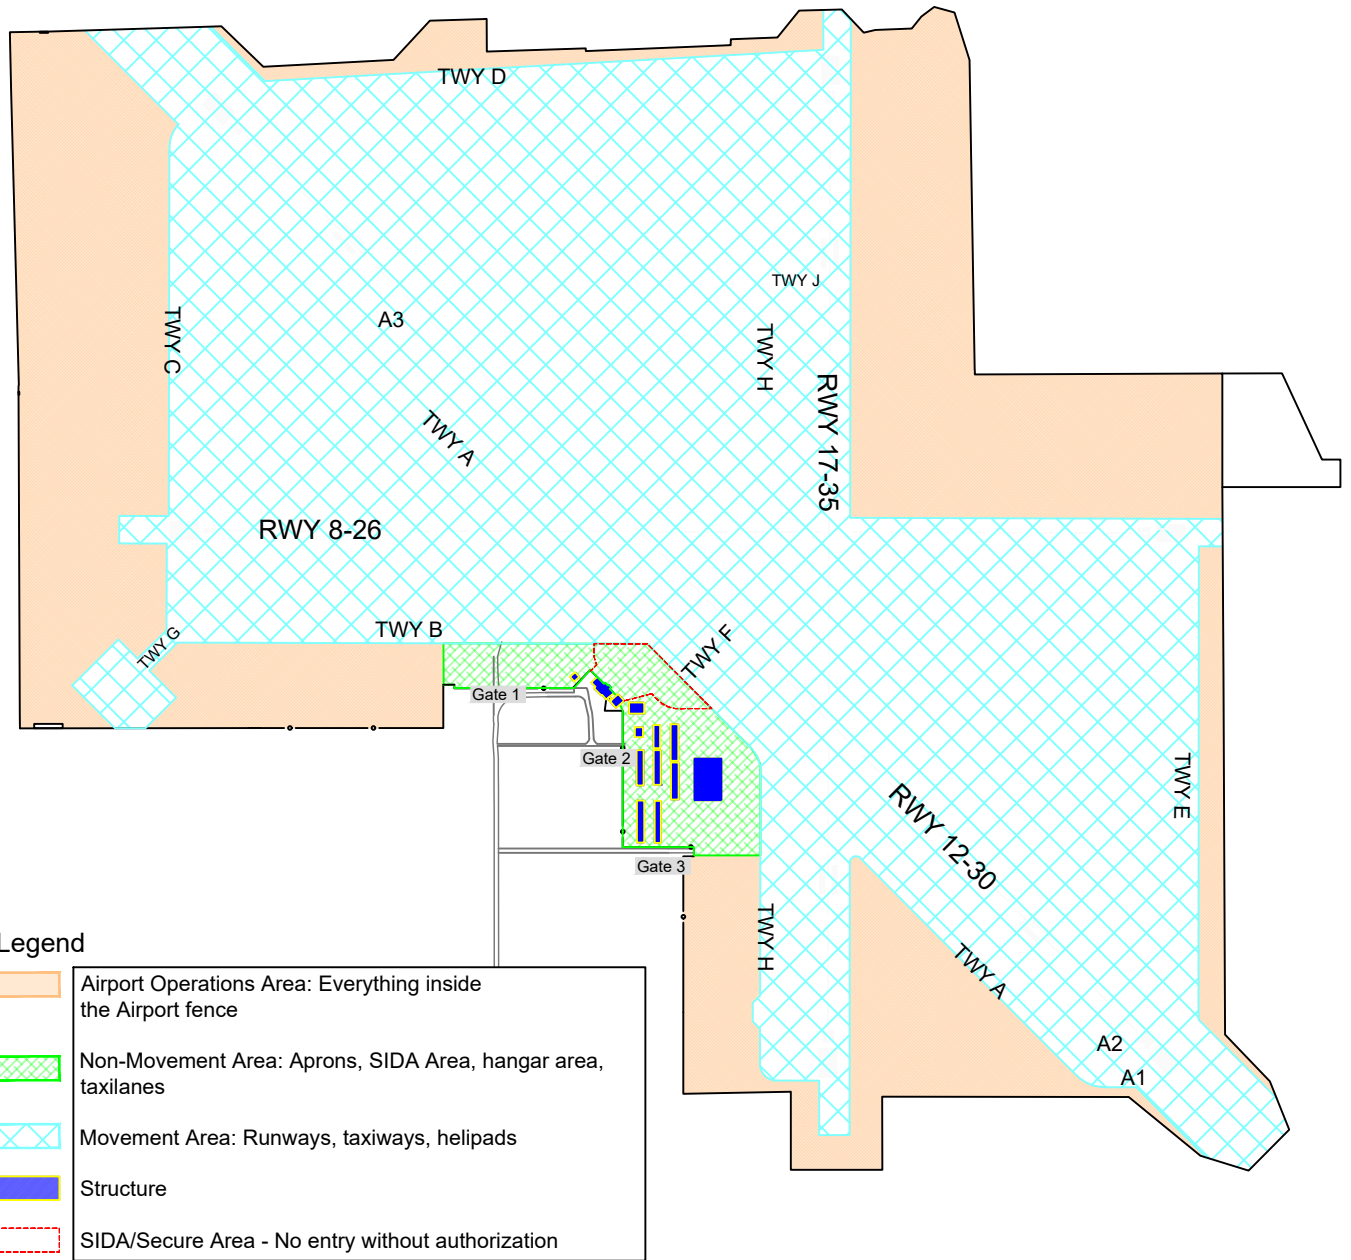 TWY D
TWY J
A3
TWY C
TWY H
RWY 17-35
TWY A
RWY 8-26
TWY B
TWY G
TWY F
Gate 1
Gate 2
TWY E
RWY 12-30
Gate 3
TWY H
TWY A
A2
A1
Legend
Airport Operations Area: Everything inside
the Airport fence
Non-Movement Area: Aprons, SIDA Area, hangar area,
taxilanes
Movement Area: Runways, taxiways, helipads
Structure
SIDA/Secure Area - No entry without authorization